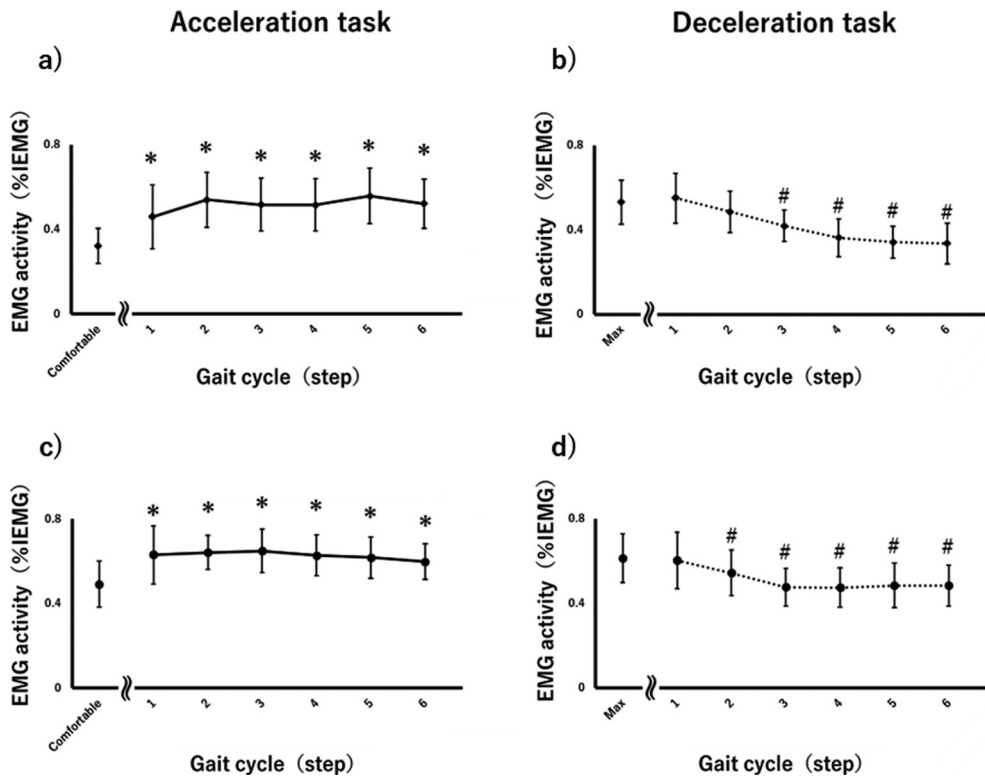 Acceleration task
Deceleration task
a)
EMG activity（%IEMG）
0.8
0.4
0
* * * * * *
Comfortable
1 2 3 4 5 6
Gait cycle（step）
b)
EMG activity（%IEMG）
0.8
0.4
0
# # # #
Max
1 2 3 4 5 6
Gait cycle（step）
c)
EMG activity（%IEMG）
0.8
0.4
0
* * * * * *
Comfortable
1 2 3 4 5 6
Gait cycle（step）
d)
EMG activity（%IEMG）
0.8
0.4
0
# # # # #
Max
1 2 3 4 5 6
Gait cycle（step）